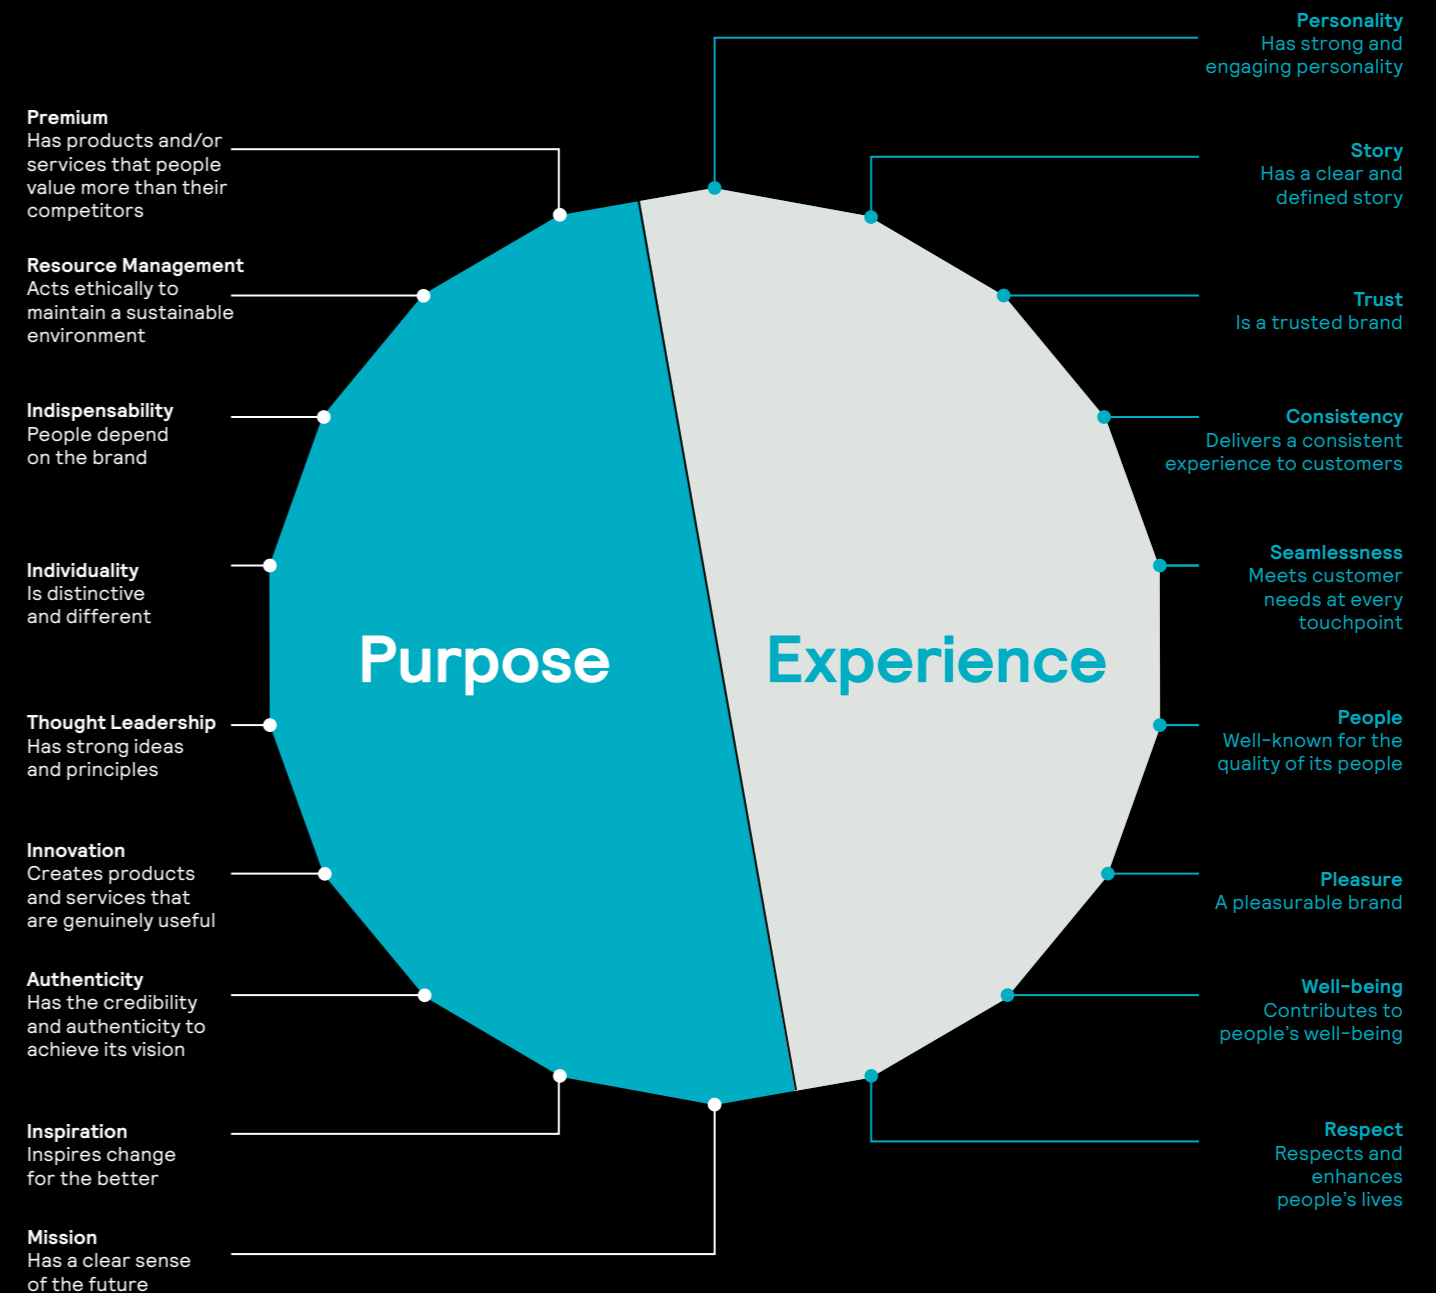 Premium
Has products and/or
services that people
value more than their
competitors
Resource Management
Acts ethically to
maintain a sustainable
environment
Indispensability
People depend
on the brand
Individuality
Is distinctive
and different
Thought Leadership
Has strong ideas
and principles
Innovation
Creates products
and services that
are genuinely useful
Authenticity
Has the credibility
and authenticity to
achieve its vision
Inspiration
Inspires change
for the better
Mission
Has a clear sense
of the future
Purpose
Experience
Personality
Has strong and
engaging personality
Story
Has a clear and
defined story
Trust
Is a trusted brand
Consistency
Delivers a consistent
experience to customers
Seamlessness
Meets customer
needs at every
touchpoint
People
Well-known for the
quality of its people
Pleasure
A pleasurable brand
Well-being
Contributes to
people's well-being
Respect
Respects and
enhances
people's lives